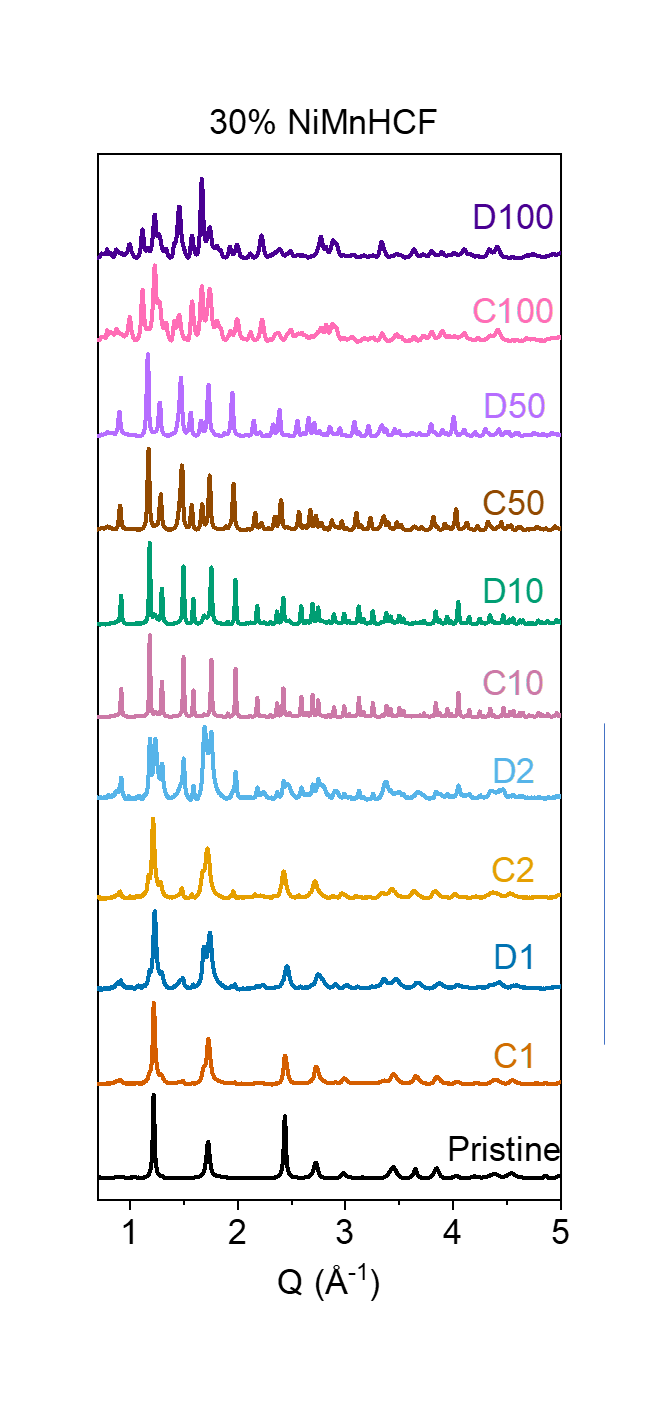 30% NiMnHCF
D100
C100
D50
C50
D10
C10
D2
C2
D1
C1
Pristine
1 2 3 4 5
Q (Å⁻¹)